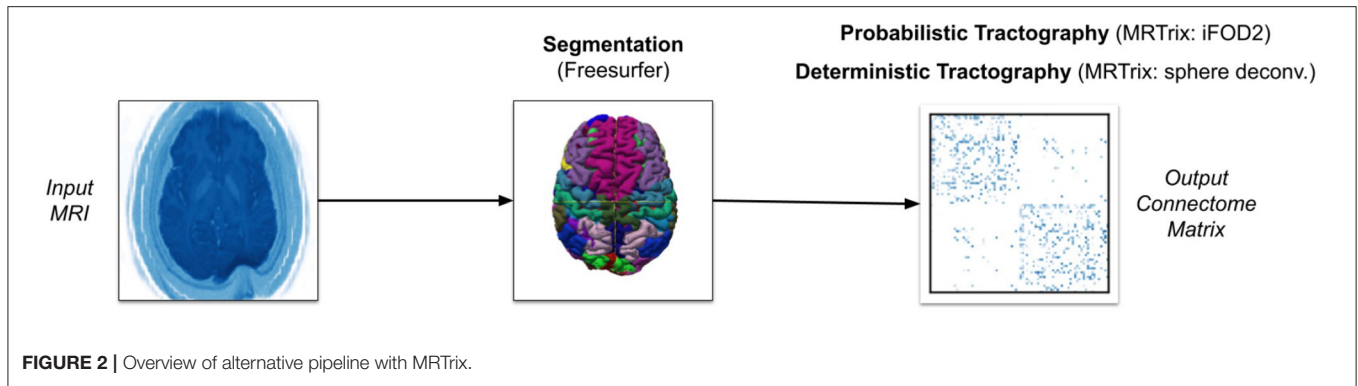 Input
MRI
Segmentation
(Freesurfer)
Probabilistic Tractography (MRTrix: iFOD2)
Deterministic Tractography (MRTrix: sphere deconv.)
Output
Connectome
Matrix
FIGURE 2 | Overview of alternative pipeline with MRTrix.